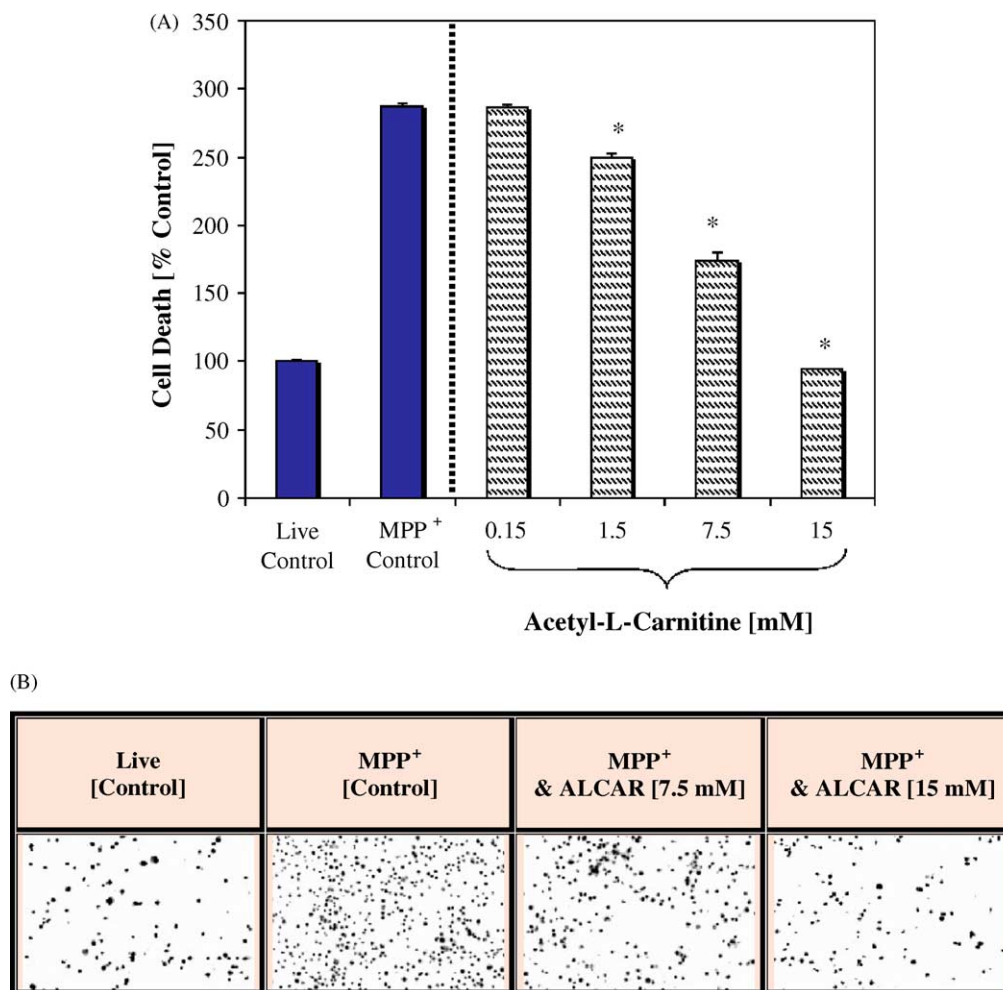 (A)
350
300
250
200
150
100
50
0
Cell Death [ % Control]
*
*
*
Live
Control
MPP+
Control
0.15
1.5
7.5
15
Acetyl-L-Carnitine [mM]
(B)
Live
[Control]
MPP+
[Control]
MPP+
& ALCAR [7.5 mM]
MPP+
& ALCAR [15 mM]